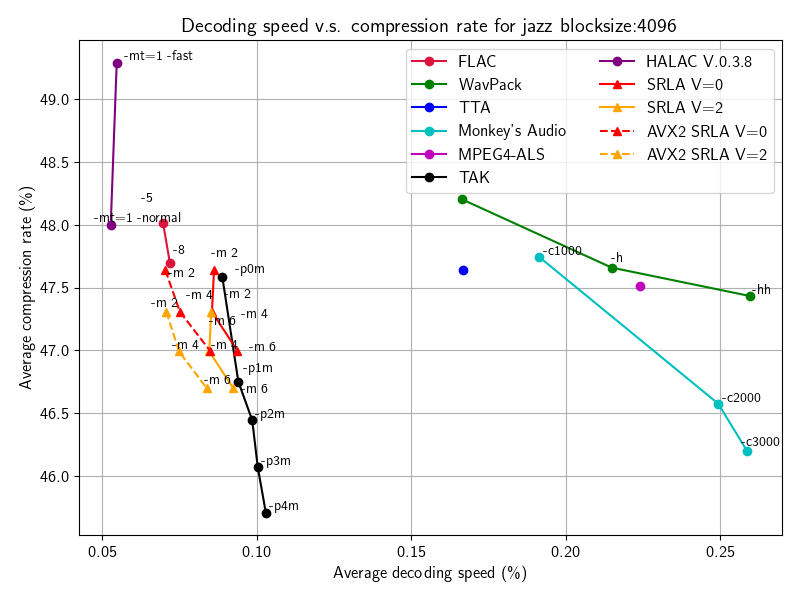 Decoding speed v.s. compression rate for jazz blocksize:4096
Average compression rate (%)
49.0
48.5
48.0
47.5
47.0
46.5
46.0
0.05
0.10
0.15
0.20
0.25
Average decoding speed (%)
FLAC
WavPack
TTA
Monkey's Audio
MPEG4-ALS
TAK
HALAC V.0.3.8
SRLA V=0
SRLA V=2
AVX2 SRLA V=0
AVX2 SRLA V=2
-mt=1 -fast
-mt=1 -normal
-5
-8
-m 2
-m 4
-m 6
-m 2
-m 4
-m 6
-m 2
-m 4
-m 6
-m 2
-m 4
-m 6
-p0m
-p1m
-p2m
-p3m
-p4m
-c1000
-c2000
-c3000
-h
-hh